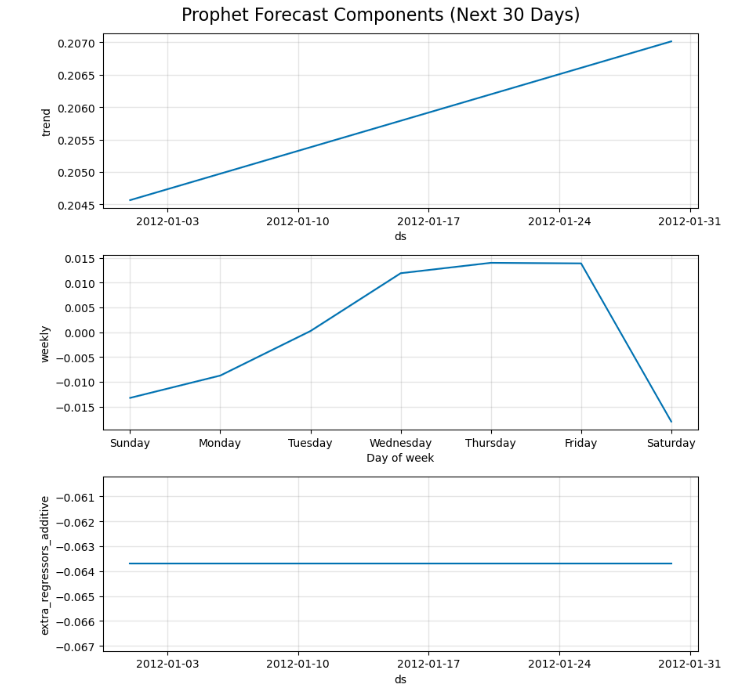 Prophet Forecast Components (Next 30 Days)
0.2070
0.2065
0.2060
0.2055
0.2050
0.2045
trend
2012-01-03 2012-01-10 2012-01-17 2012-01-24 2012-01-31
ds
0.015
0.010
0.005
0.000
−0.005
−0.010
−0.015
weekly
Sunday Monday Tuesday Wednesday Thursday Friday Saturday
Day of week
−0.061
−0.062
−0.063
−0.064
−0.065
−0.066
−0.067
extra_regressors_additive
2012-01-03 2012-01-10 2012-01-17 2012-01-24 2012-01-31
ds